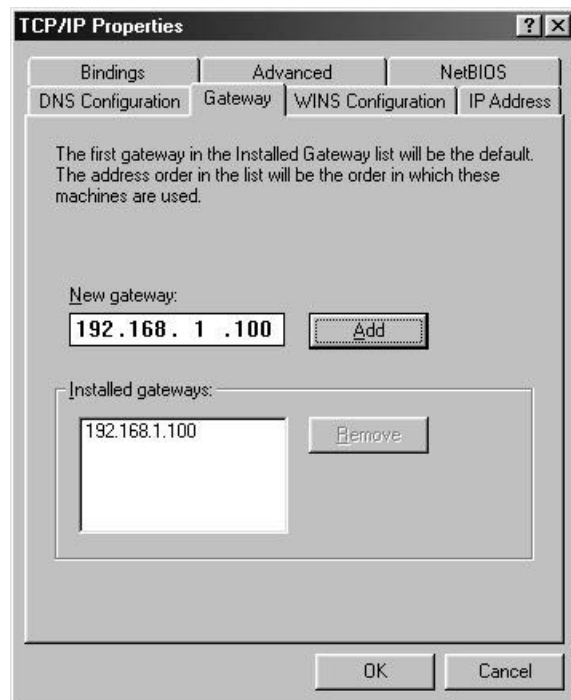 TCP/IP Properties
Bindings Advanced NetBIOS
DNS Configuration Gateway WINS Configuration IP Address
The first gateway in the Installed Gateway list will be the default.
The address order in the list will be the order in which these
machines are used.
New gateway:
192.168. 1 .100 Add
Installed gateways:
192.168.1.100 Remove
OK Cancel